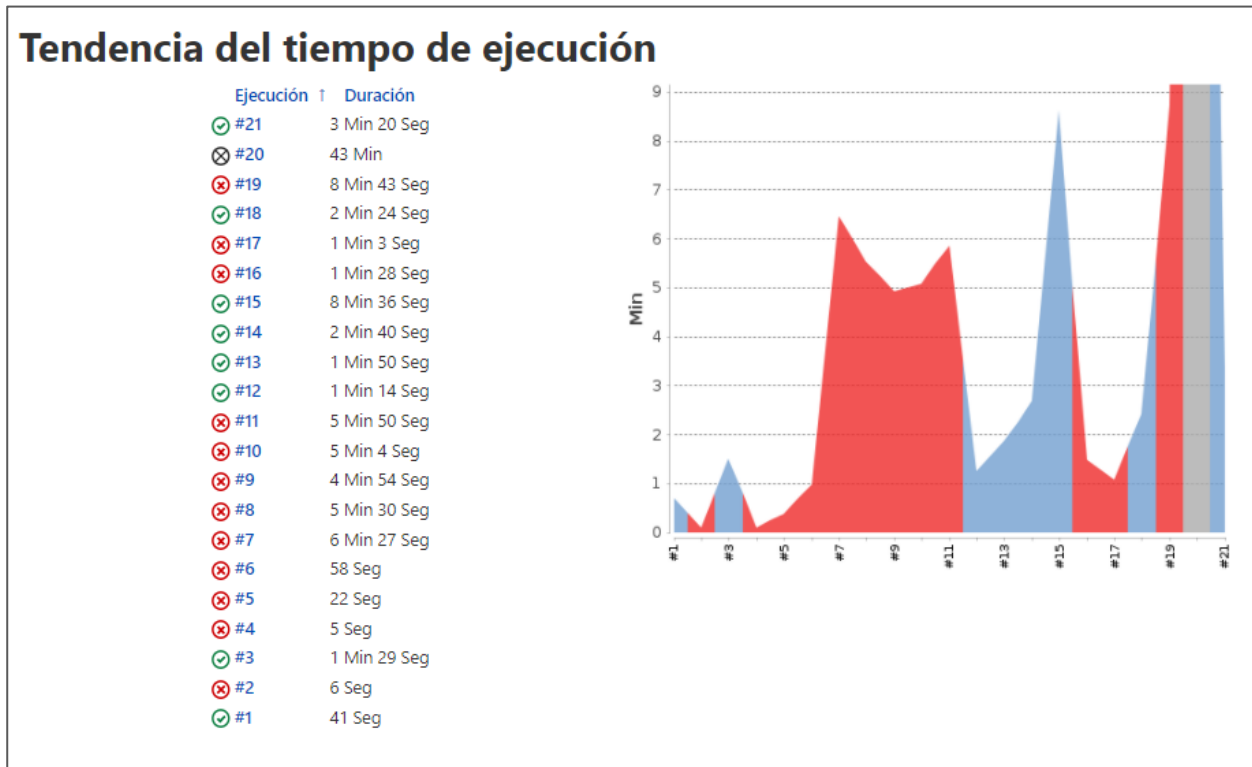 Tendencia del tiempo de ejecución
Ejecución ↑ Duración
#21 3 Min 20 Seg
#20 43 Min
#19 8 Min 43 Seg
#18 2 Min 24 Seg
#17 1 Min 3 Seg
#16 1 Min 28 Seg
#15 8 Min 36 Seg
#14 2 Min 40 Seg
#13 1 Min 50 Seg
#12 1 Min 14 Seg
#11 5 Min 50 Seg
#10 5 Min 4 Seg
#9 4 Min 54 Seg
#8 5 Min 30 Seg
#7 6 Min 27 Seg
#6 58 Seg
#5 22 Seg
#4 5 Seg
#3 1 Min 29 Seg
#2 6 Seg
#1 41 Seg
Min
9
8
7
6
5
4
3
2
1
0
#1 #3 #5 #7 #9 #11 #13 #15 #17 #19 #21